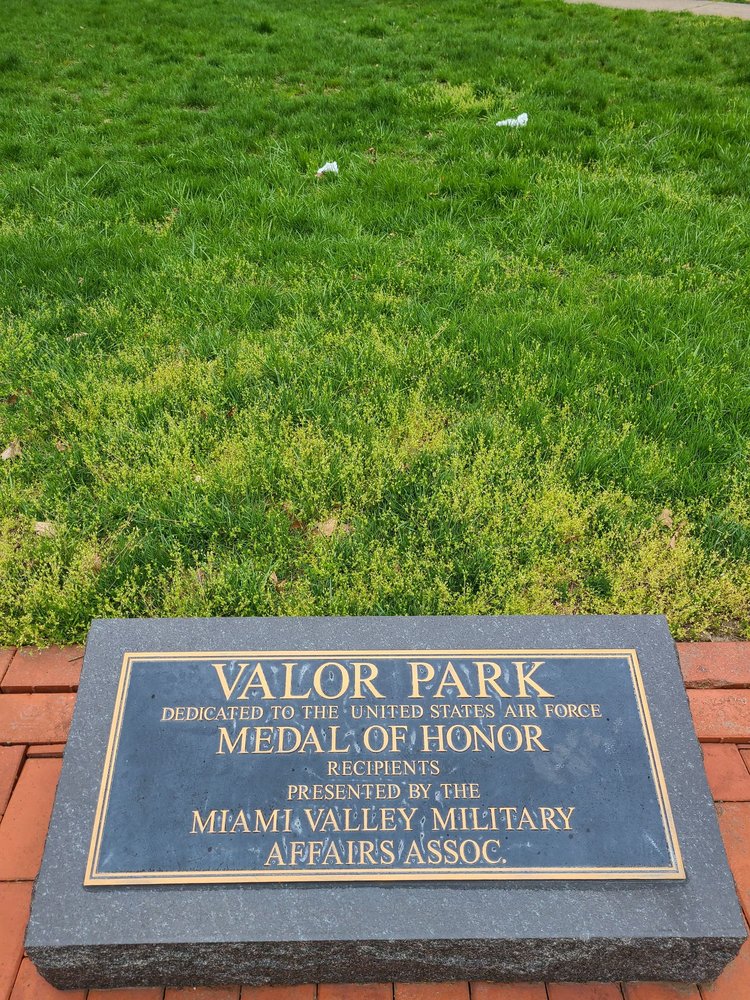 VALOR PARK
DEDICATED TO THE UNITED STATES AIR FORCE
MEDAL OF HONOR
RECIPIENTS
PRESENTED BY THE
MIAMI VALLEY MILITARY
AFFAIRS ASSOC.